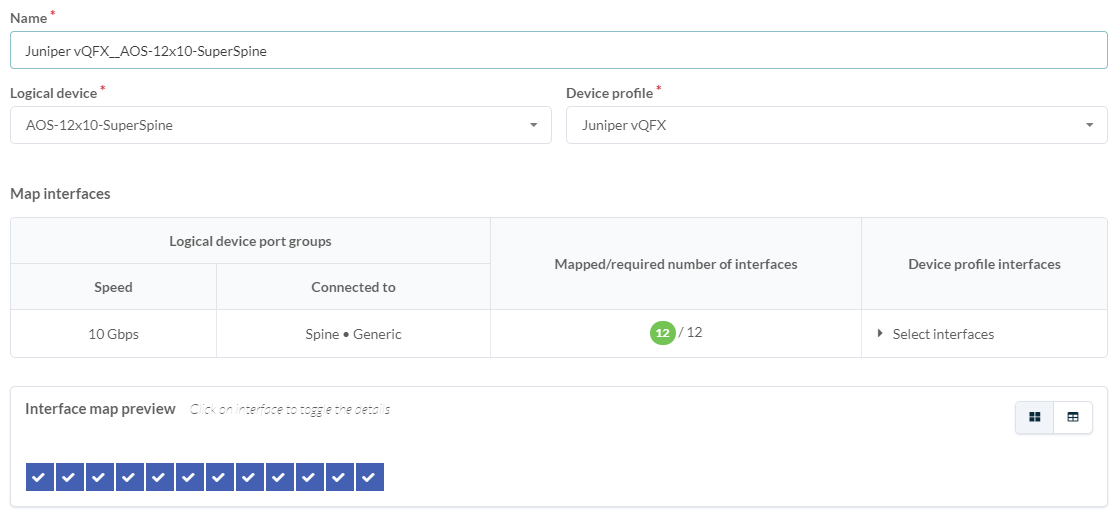 Name *
Juniper vQFX__AOS-12x10-SuperSpine
Logical device * Device profile *
AOS-12x10-SuperSpine Juniper vQFX
Map interfaces
Logical device port groups
Mapped/required number of interfaces Device profile interfaces
Speed Connected to
10 Gbps Spine • Generic 12 / 12 Select interfaces
Interface map preview Click on interface to toggle the details